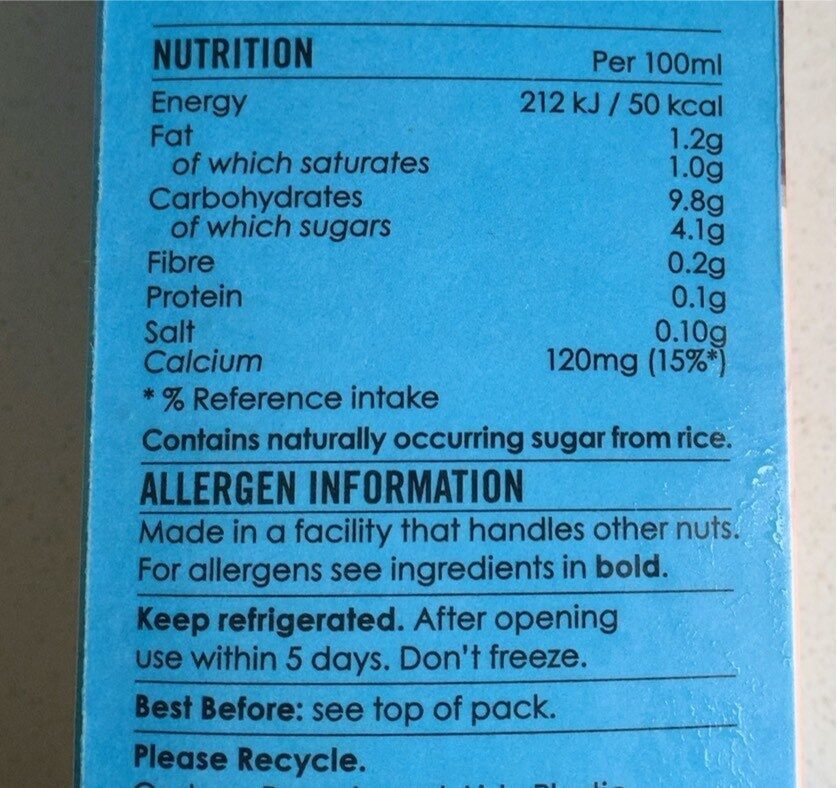 NUTRITION Per 100ml
Energy 212 kJ / 50 kcal
Fat 1.2g
of which saturates 1.0g
Carbohydrates 9.8g
of which sugars 4.1g
Fibre 0.2g
Protein 0.1g
Salt 0.10g
Calcium 120mg (15%*)
* % Reference intake
Contains naturally occurring sugar from rice.
ALLERGEN INFORMATION
Made in a facility that handles other nuts.
For allergens see ingredients in bold.
Keep refrigerated. After opening
use within 5 days. Don't freeze.
Best Before: see top of pack.
Please Recycle.